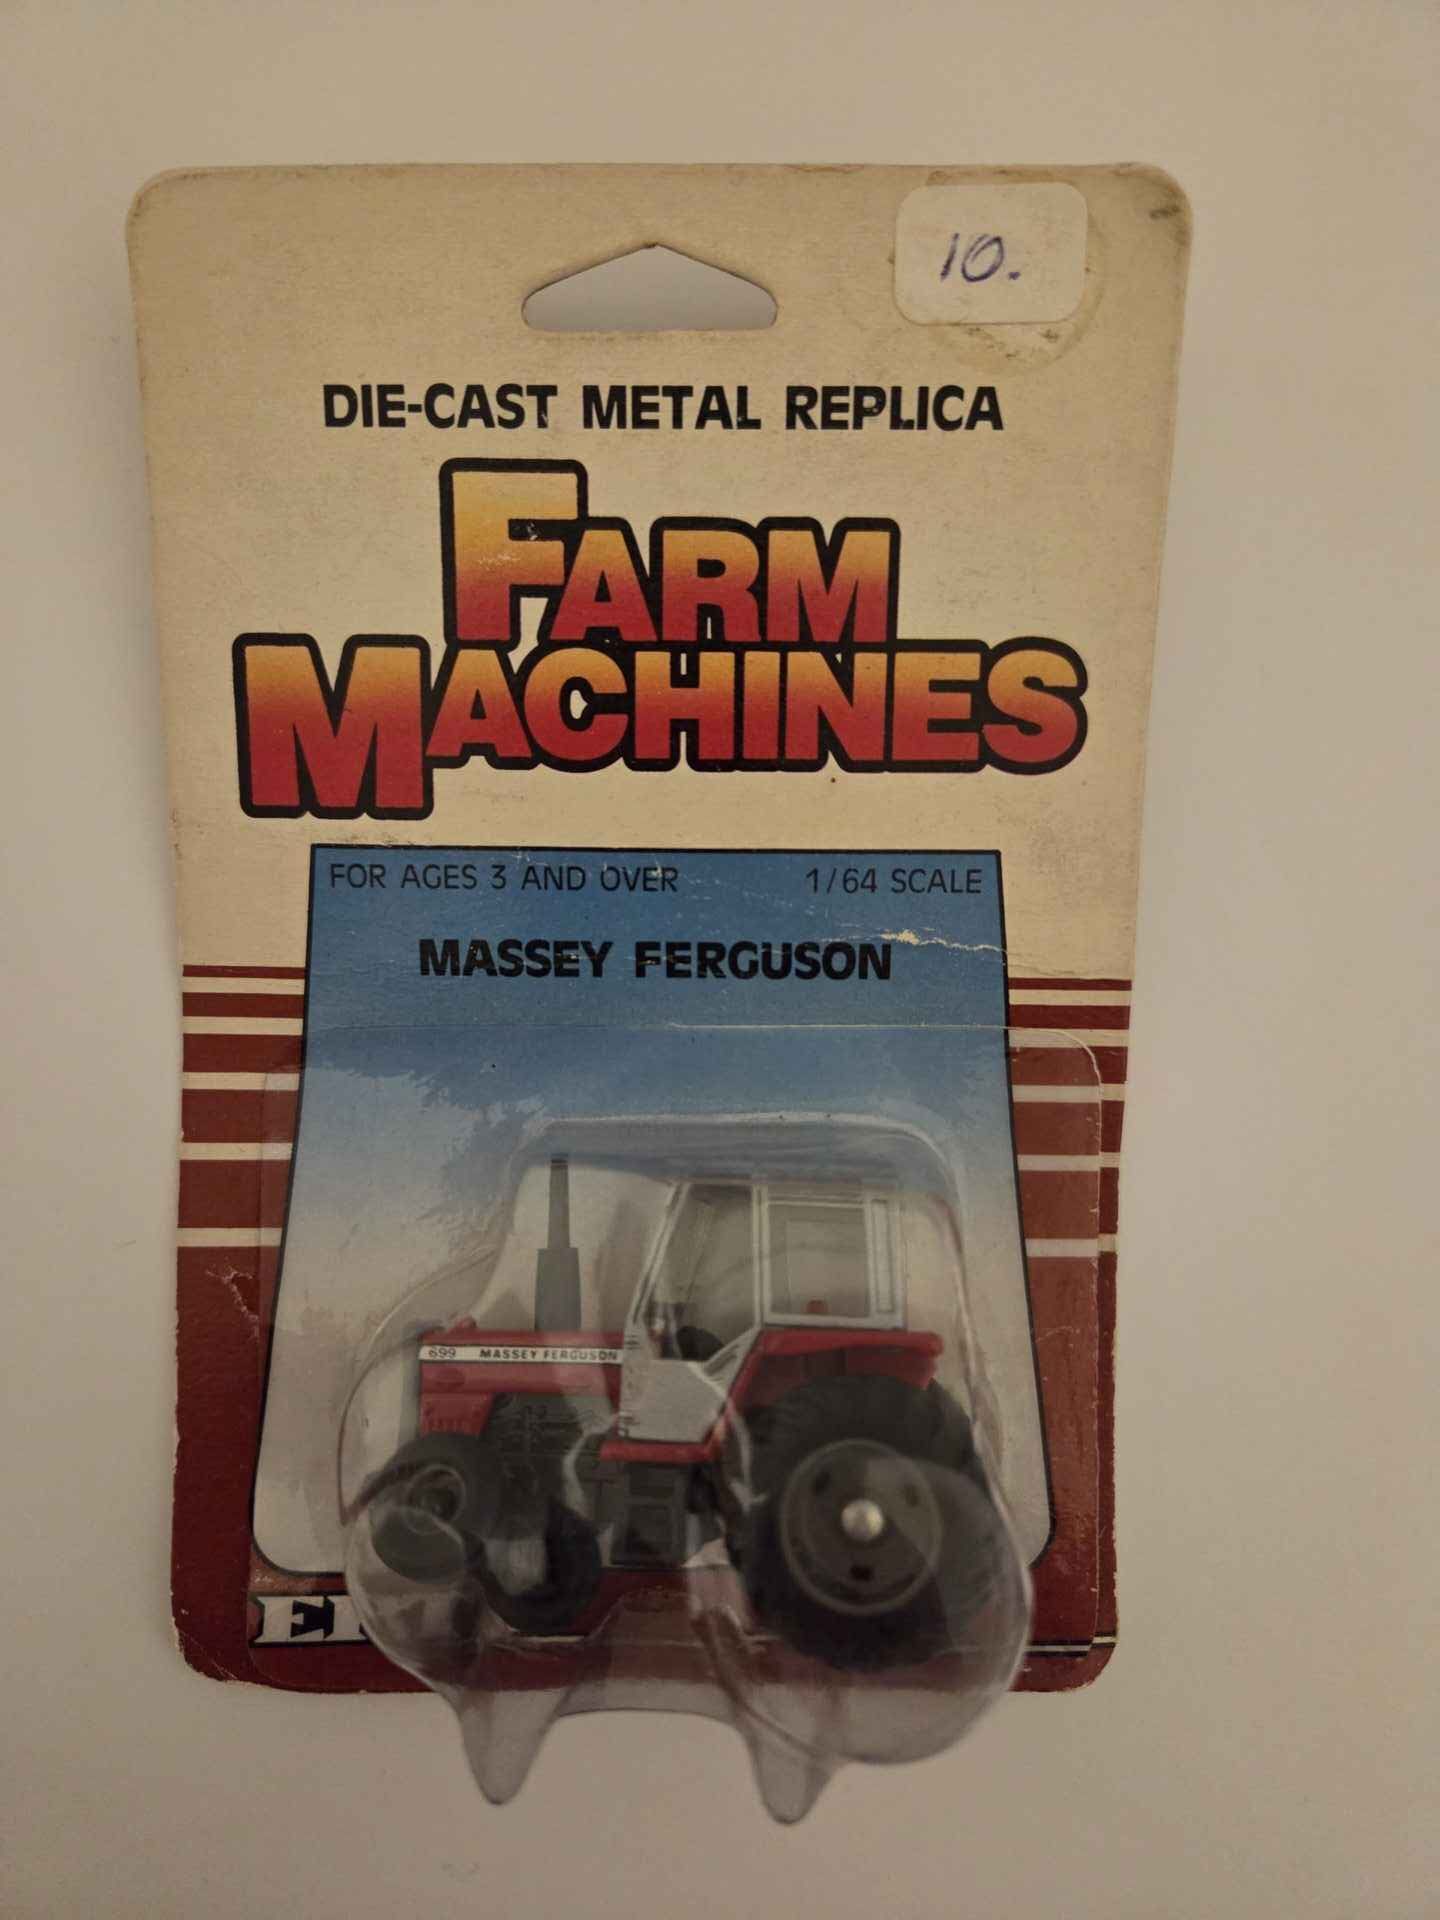 10.
DIE-CAST METAL REPLICA
FARM
MACHINES
FOR AGES 3 AND OVER 1/64 SCALE
MASSEY FERGUSON
699 MASSEY FERGUSON